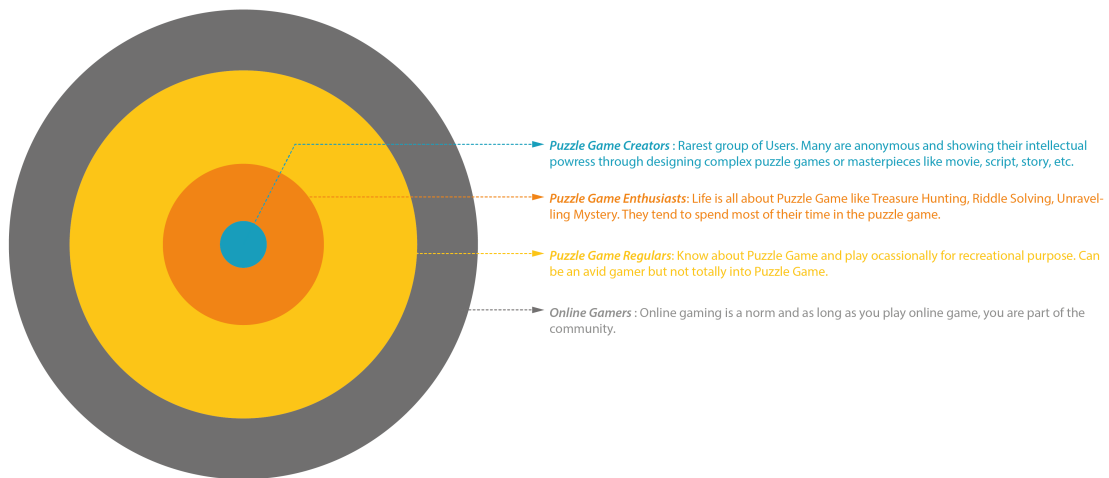 Puzzle Game Creators : Rarest group of Users. Many are anonymous and showing their intellectual
powress through designing complex puzzle games or masterpieces like movie, script, story, etc.
Puzzle Game Enthusiasts: Life is all about Puzzle Game like Treasure Hunting, Riddle Solving, Unravel-
ling Mystery. They tend to spend most of their time in the puzzle game.
Puzzle Game Regulars: Know about Puzzle Game and play ocassionally for recreational purpose. Can
be an avid gamer but not totally into Puzzle Game.
Online Gamers : Online gaming is a norm and as long as you play online game, you are part of the
community.